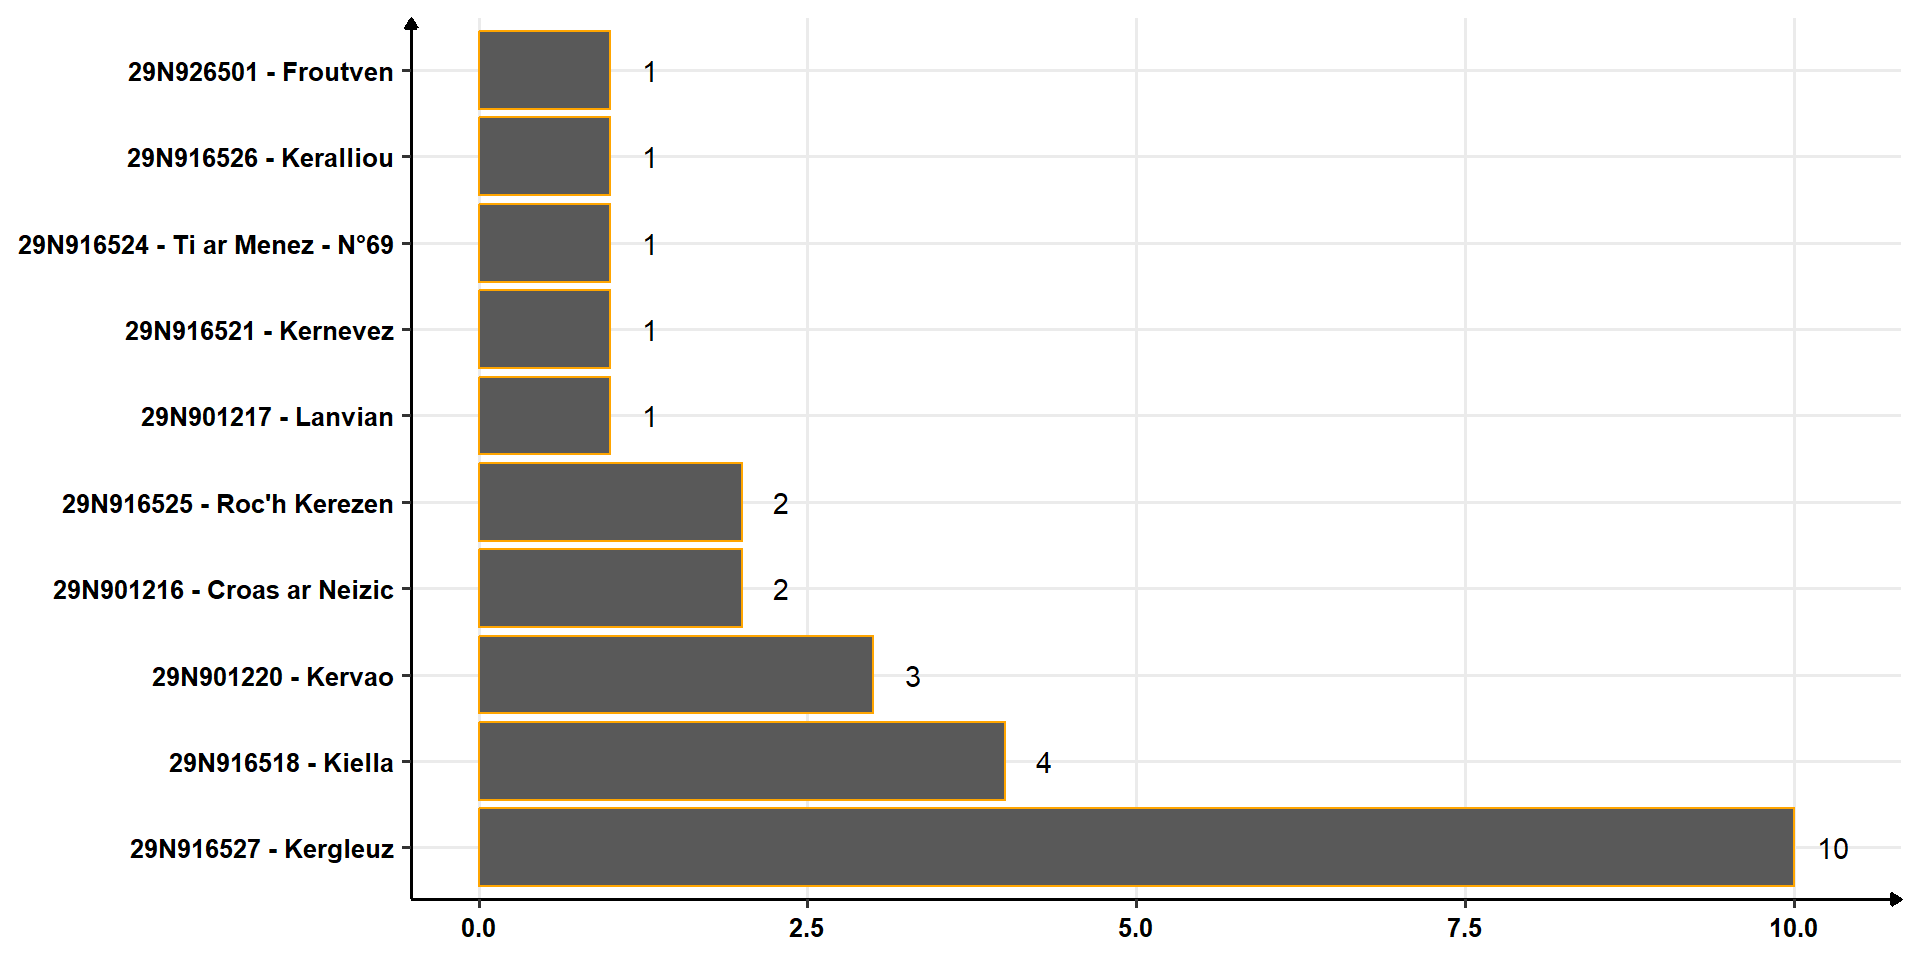 29N926501 - Froutven 1
29N916526 - Keralliou 1
29N916524 - Ti ar Menez - N°69 1
29N916521 - Kernevez 1
29N901217 - Lanvian 1
29N916525 - Roc'h Kerezen 2
29N901216 - Croas ar Neizic 2
29N901220 - Kervao 3
29N916518 - Kiella 4
29N916527 - Kergleuz 10
0.0 2.5 5.0 7.5 10.0